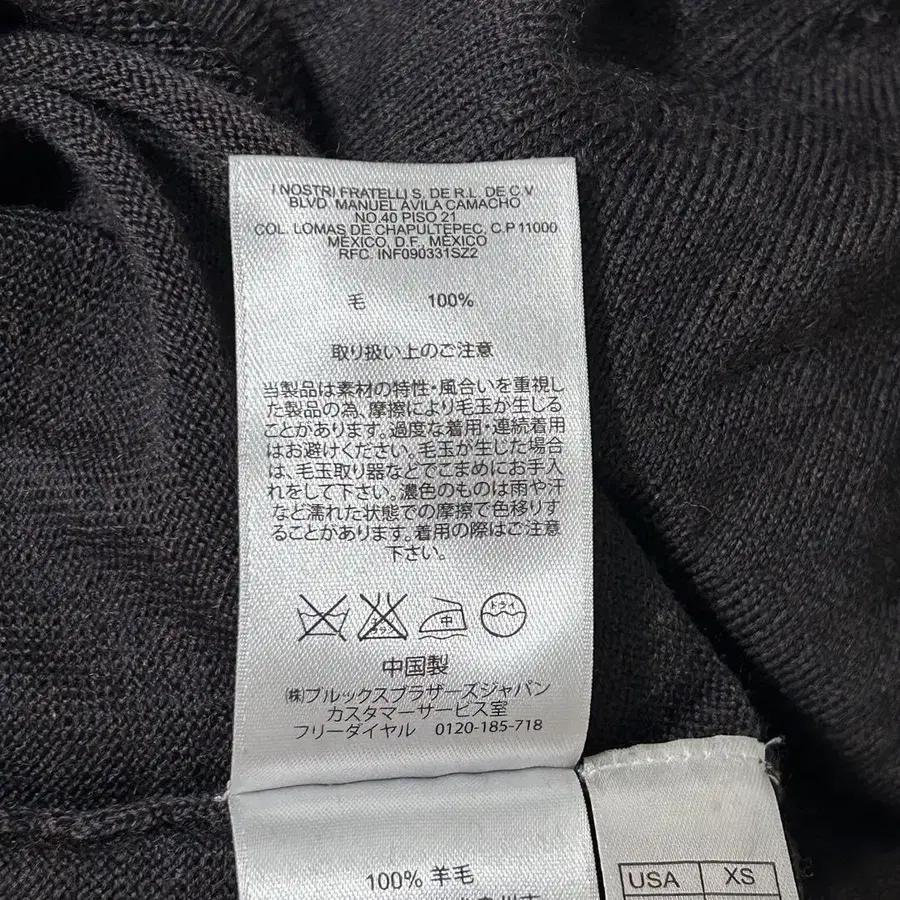 I NOSTRI FRATELLI S. DE R.L. DE C.V
BLVD. MANUEL ÁVILA CAMACHO
NO.40 PISO 21
COL. LOMAS DE CHAPULTEPEC, C.P 11000
MÉXICO, D.F., MÉXICO
RFC. INF090331SZ2
毛 100%
取り扱い上のご注意
当製品は素材の特性・風合いを重視し
た製品の為、摩擦により毛玉が生じる
ことがあります。過度な着用・連続着用
はお避けください。毛玉が生じた場合
は、毛玉取り器などでこまめにお手入
れをして下さい。濃色のものは雨や汗
など濡れた状態での摩擦で色移りす
ることがあります。着用の際はご注意
下さい。
エンソ 中 ドライ
中国製
(株)ブルックスブラザーズジャパン
カスタマーサービス室
フリーダイヤル 0120-185-718
100% 羊毛
USA XS